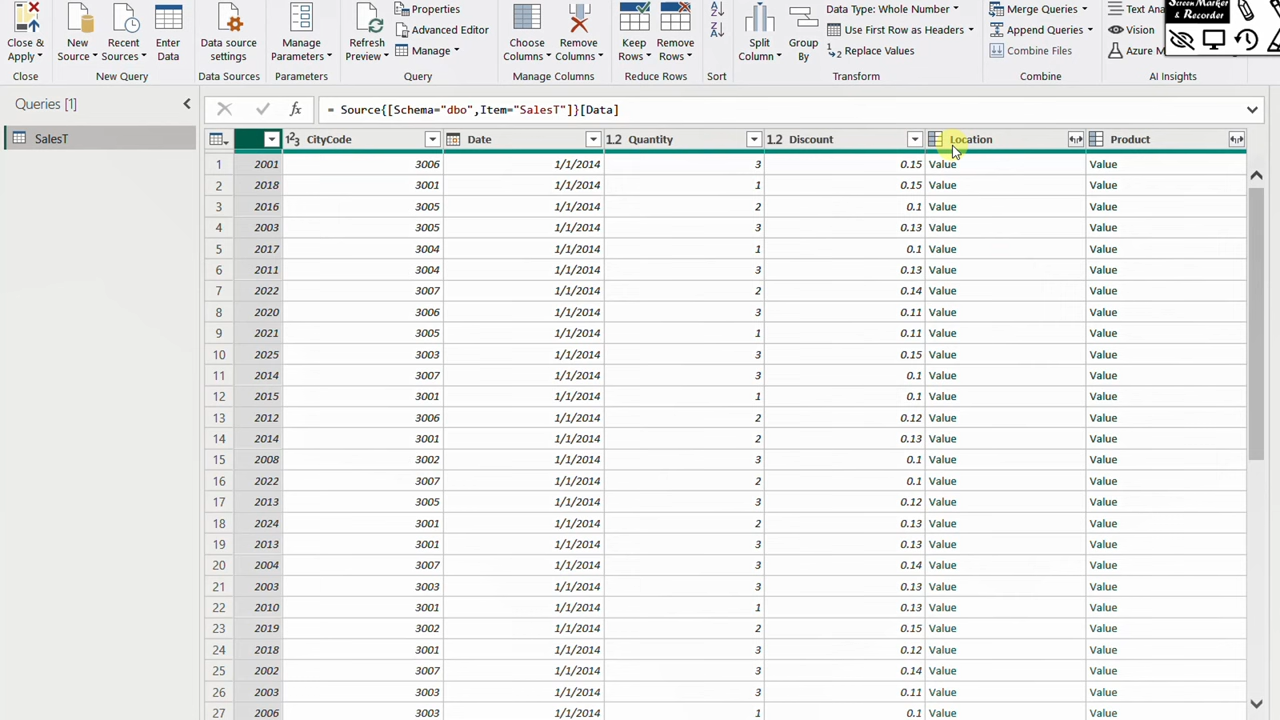 Close & Apply
New Source
Recent Sources
Enter Data
Data source settings
Manage Parameters
Refresh Preview
Properties
Advanced Editor
Manage
Choose Columns
Remove Columns
Keep Rows
Remove Rows
Split Column
Group By
Data Type: Whole Number
Use First Row as Headers
Replace Values
Merge Queries
Append Queries
Combine Files
Text Ana
Vision
Azure M
Screen Marker
& Recorder
Close
New Query
Data Sources
Parameters
Query
Manage Columns
Reduce Rows
Sort
Transform
Combine
AI Insights
Queries [1]
SalesT
fx = Source{[Schema="dbo",Item="SalesT"]}[Data]
1²3 CityCode Date 1.2 Quantity 1.2 Discount Location Product
1 2001 3006 1/1/2014 3 0.15 Value Value
2 2018 3001 1/1/2014 1 0.15 Value Value
3 2016 3005 1/1/2014 2 0.1 Value Value
4 2003 3005 1/1/2014 3 0.13 Value Value
5 2017 3004 1/1/2014 1 0.1 Value Value
6 2011 3004 1/1/2014 3 0.13 Value Value
7 2022 3007 1/1/2014 2 0.14 Value Value
8 2020 3006 1/1/2014 3 0.11 Value Value
9 2021 3005 1/1/2014 1 0.11 Value Value
10 2025 3003 1/1/2014 3 0.15 Value Value
11 2014 3007 1/1/2014 3 0.1 Value Value
12 2015 3001 1/1/2014 1 0.1 Value Value
13 2012 3006 1/1/2014 2 0.12 Value Value
14 2014 3001 1/1/2014 2 0.13 Value Value
15 2008 3002 1/1/2014 3 0.1 Value Value
16 2022 3007 1/1/2014 2 0.1 Value Value
17 2013 3005 1/1/2014 3 0.12 Value Value
18 2024 3001 1/1/2014 2 0.13 Value Value
19 2013 3001 1/1/2014 3 0.13 Value Value
20 2004 3007 1/1/2014 3 0.14 Value Value
21 2003 3003 1/1/2014 3 0.13 Value Value
22 2010 3001 1/1/2014 1 0.13 Value Value
23 2019 3002 1/1/2014 2 0.15 Value Value
24 2018 3001 1/1/2014 3 0.12 Value Value
25 2002 3007 1/1/2014 3 0.14 Value Value
26 2003 3003 1/1/2014 3 0.11 Value Value
27 2006 3003 1/1/2014 1 0.1 Value Value